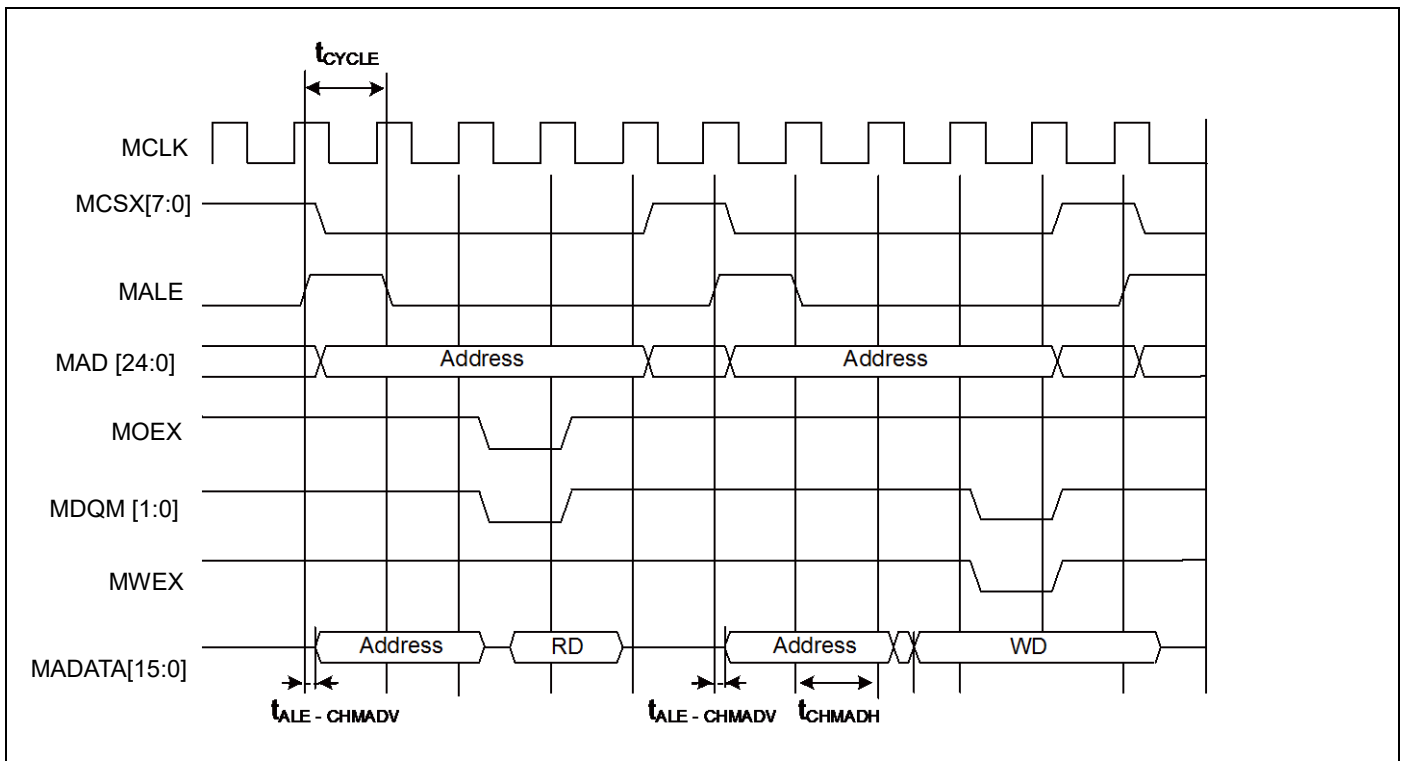 tCYCLE
MCLK
MCSX[7:0]
MALE
MAD [24:0] Address Address
MOEX
MDQM [1:0]
MWEX
MADATA[15:0] Address RD Address WD
tALE - CHMADV tALE - CHMADV tCHMADH